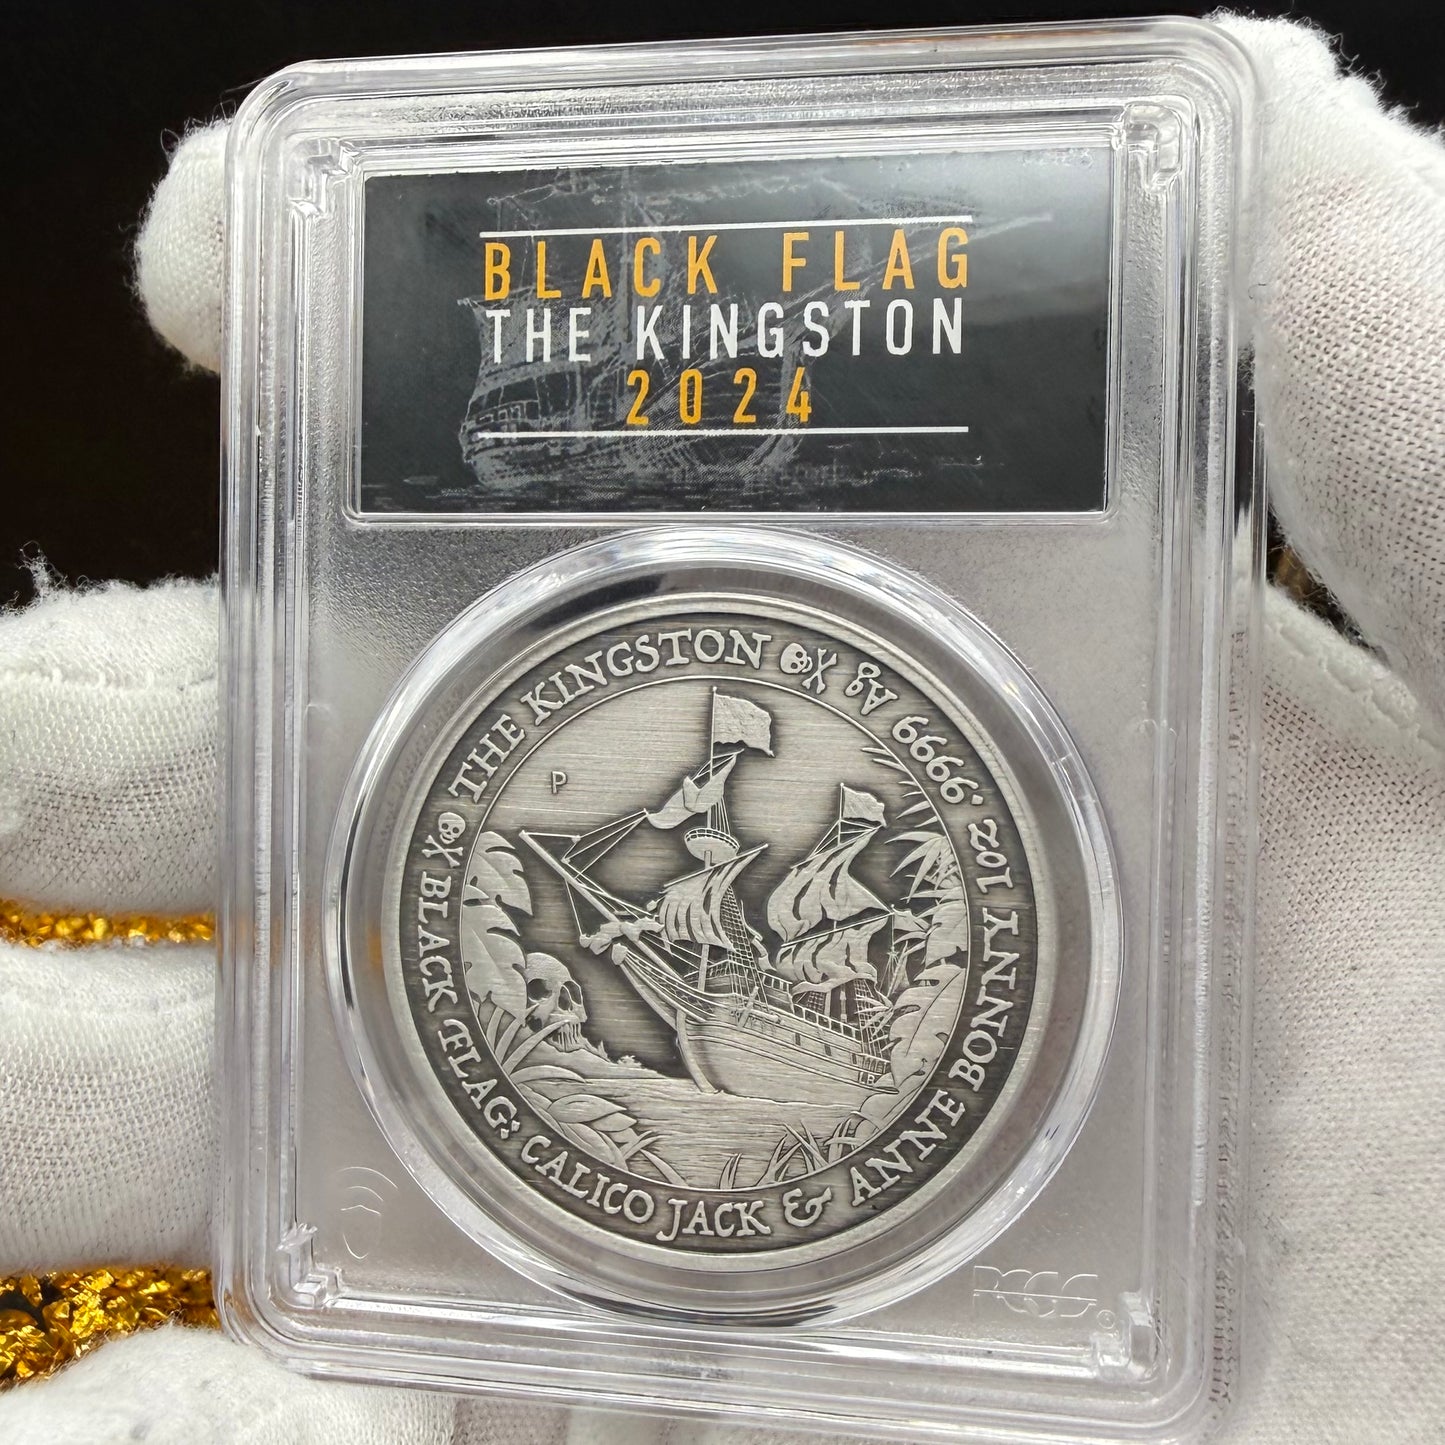 BLACK FLAG
THE KINGSTON
2024
THE KINGSTON
.9999 Ag
1oz
BLACK FLAG: CALICO JACK & ANNE BONNY
P
PCGS